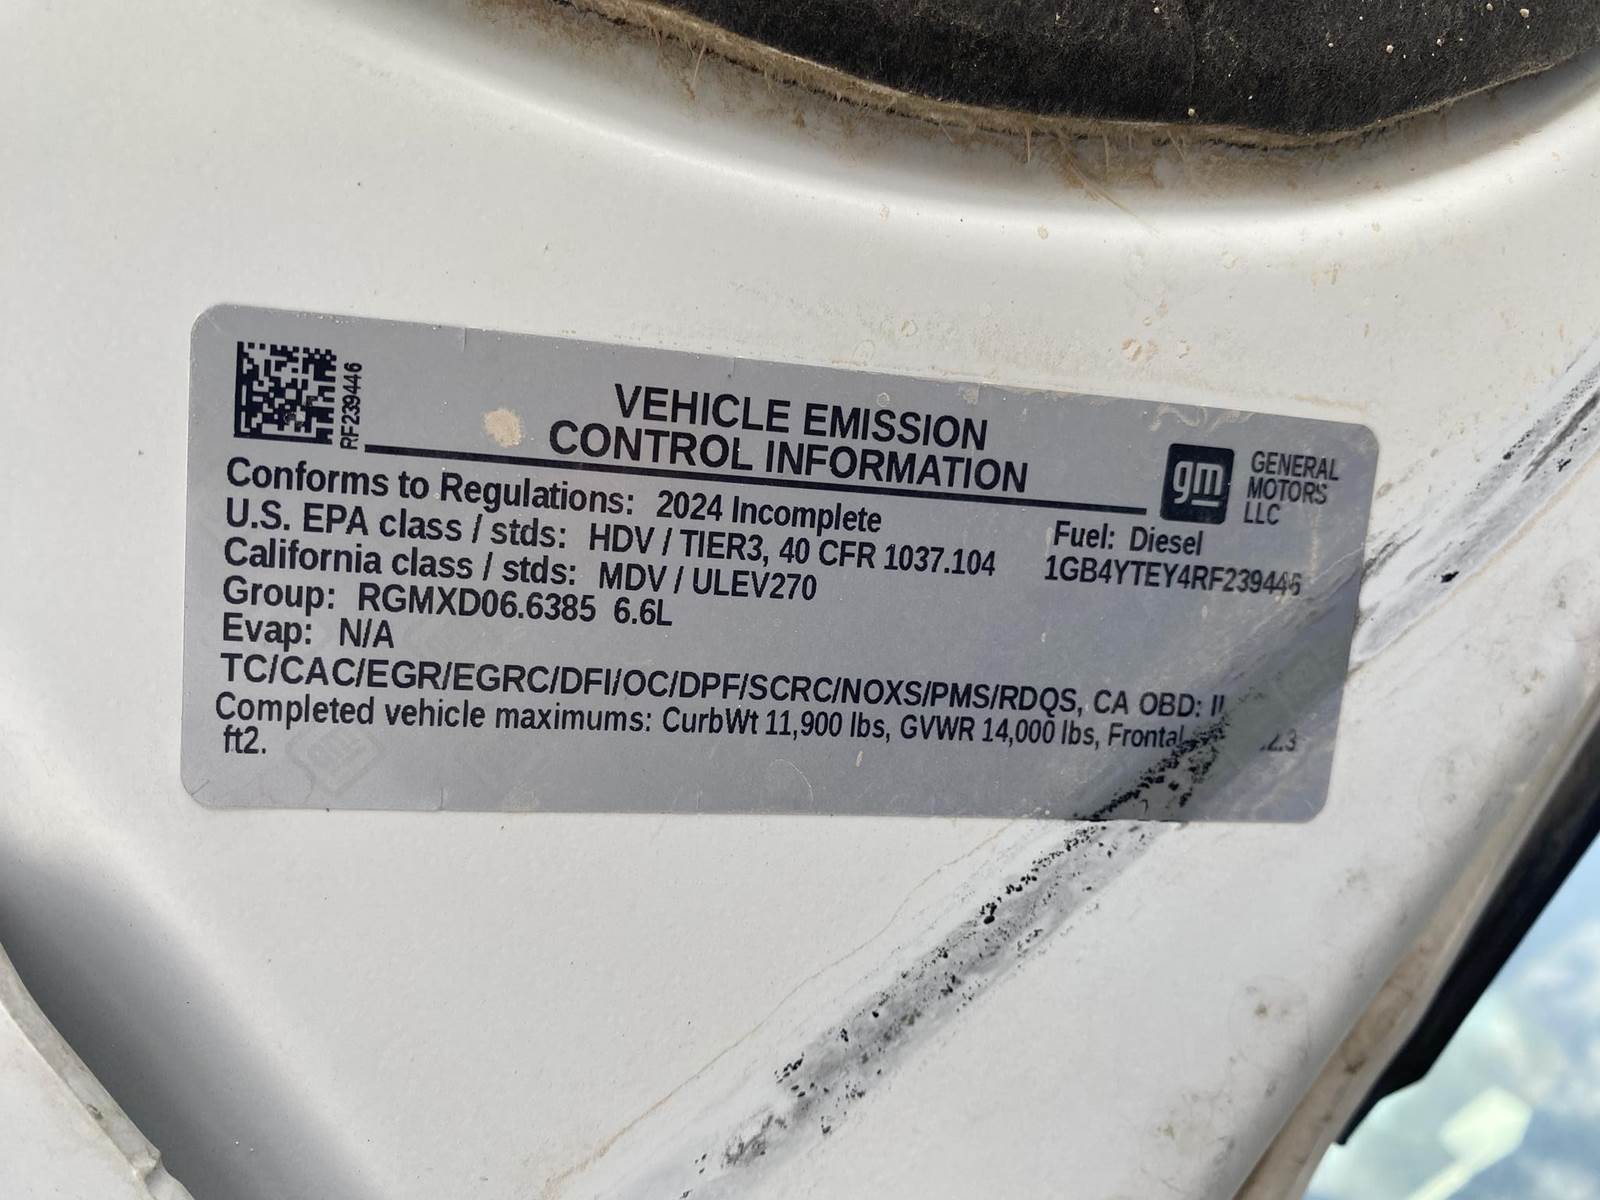 RF239446
VEHICLE EMISSION
CONTROL INFORMATION
gm
GENERAL
MOTORS
LLC
Conforms to Regulations: 2024 Incomplete
U.S. EPA class / stds: HDV / TIER3, 40 CFR 1037.104
California class / stds: MDV / ULEV270
Group: RGMXD06.6385 6.6L
Evap: N/A
Fuel: Diesel
1GB4YTEY4RF239446
TC/CAC/EGR/EGRC/DFI/OC/DPF/SCRC/NOXS/PMS/RDQS, CA OBD: II
Completed vehicle maximums: CurbWt 11,900 lbs, GVWR 14,000 lbs, Frontal
ft2.